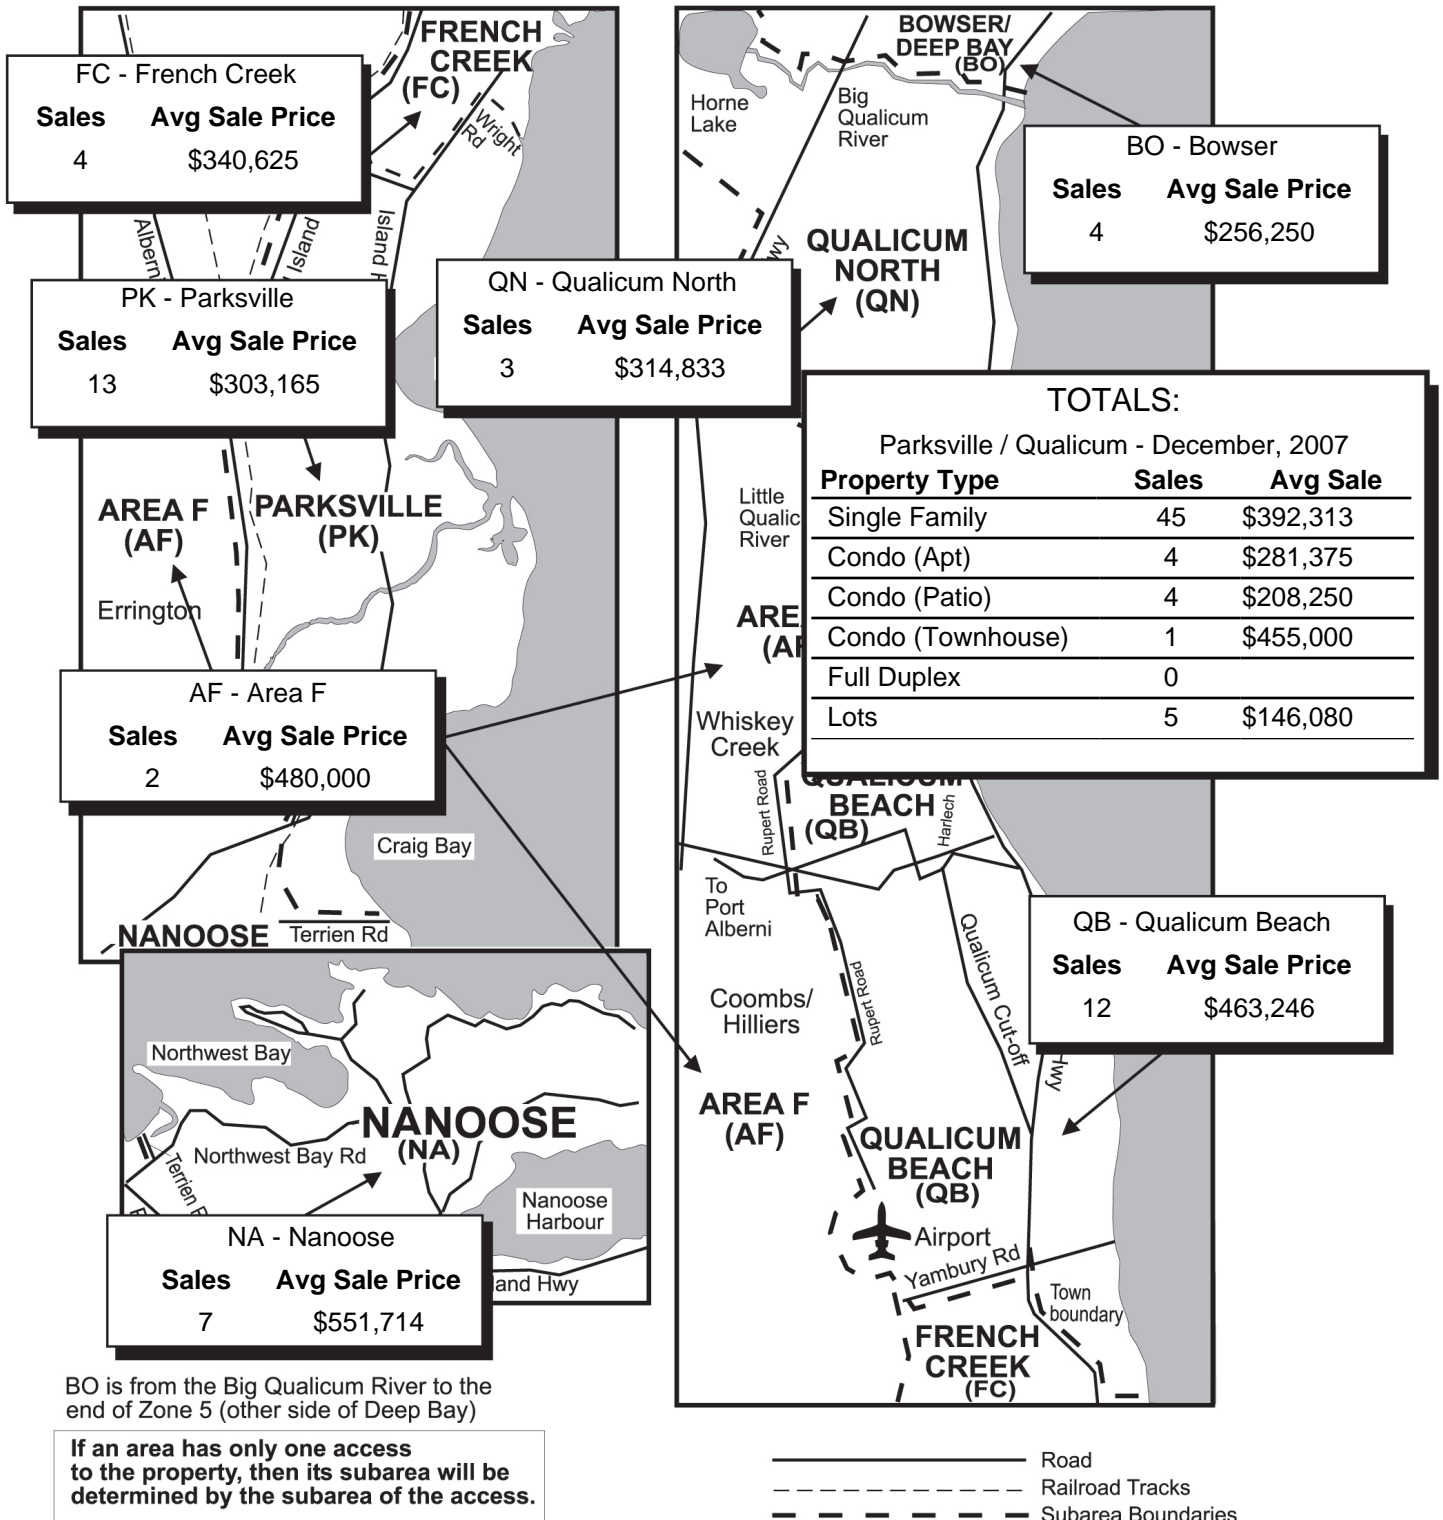 FRENCH
CREEK
(FC)
FC - French Creek
Sales Avg Sale Price
4 $340,625
Wright
Rd
Island
PK - Parksville
Sales Avg Sale Price
13 $303,165
AREA F
(AF)
PARKSVILLE
(PK)
Errington
AF - Area F
Sales Avg Sale Price
2 $480,000
Craig Bay
NANOOSE
Terrien Rd
Northwest Bay
NANOOSE
(NA)
Northwest Bay Rd
Terrien
Nanoose
Harbour
NA - Nanoose
Sales Avg Sale Price
7 $551,714
Hwy
BO is from the Big Qualicum River to the
end of Zone 5 (other side of Deep Bay)
If an area has only one access
to the property, then its subarea will be
determined by the subarea of the access.
BOWSER/
DEEP BAY
(BO)
Horne
Lake
Big
Qualicum
River
BO - Bowser
Sales Avg Sale Price
4 $256,250
QUALICUM
NORTH
(QN)
QN - Qualicum North
Sales Avg Sale Price
3 $314,833
TOTALS:
Parksville / Qualicum - December, 2007
Property Type Sales Avg Sale
Single Family 45 $392,313
Condo (Apt) 4 $281,375
Condo (Patio) 4 $208,250
Condo (Townhouse) 1 $455,000
Full Duplex 0
Lots 5 $146,080
Little
River
Whiskey
Creek
Rupert Road
QUALICUM
BEACH
(QB)
Harlech
To
Port
Alberni
Qualicum Cut-off
QB - Qualicum Beach
Sales Avg Sale Price
12 $463,246
Coombs/
Hilliers
Rupert Road
Hwy
AREA F
(AF)
QUALICUM
BEACH
(QB)
Airport
Yambury Rd
Town
boundary
FRENCH
CREEK
(FC)
Road
Railroad Tracks
Subarea Boundaries